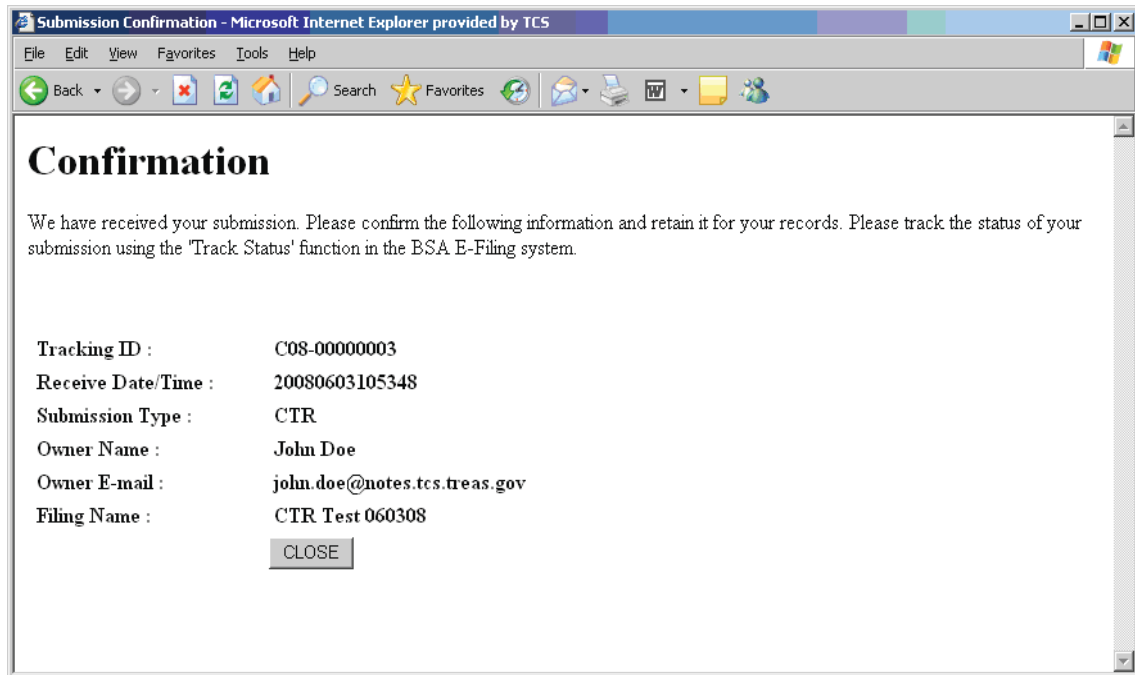 Submission Confirmation - Microsoft Internet Explorer provided by TCS
File Edit View Favorites Tools Help
Back Search Favorites W
Confirmation
We have received your submission. Please confirm the following information and retain it for your records. Please track the status of your
submission using the 'Track Status' function in the BSA E-Filing system.
Tracking ID : C08-00000003
Receive Date/Time : 20080603105348
Submission Type : CTR
Owner Name : John Doe
Owner E-mail : john.doe@notes.tcs.treas.gov
Filing Name : CTR Test 060308
CLOSE